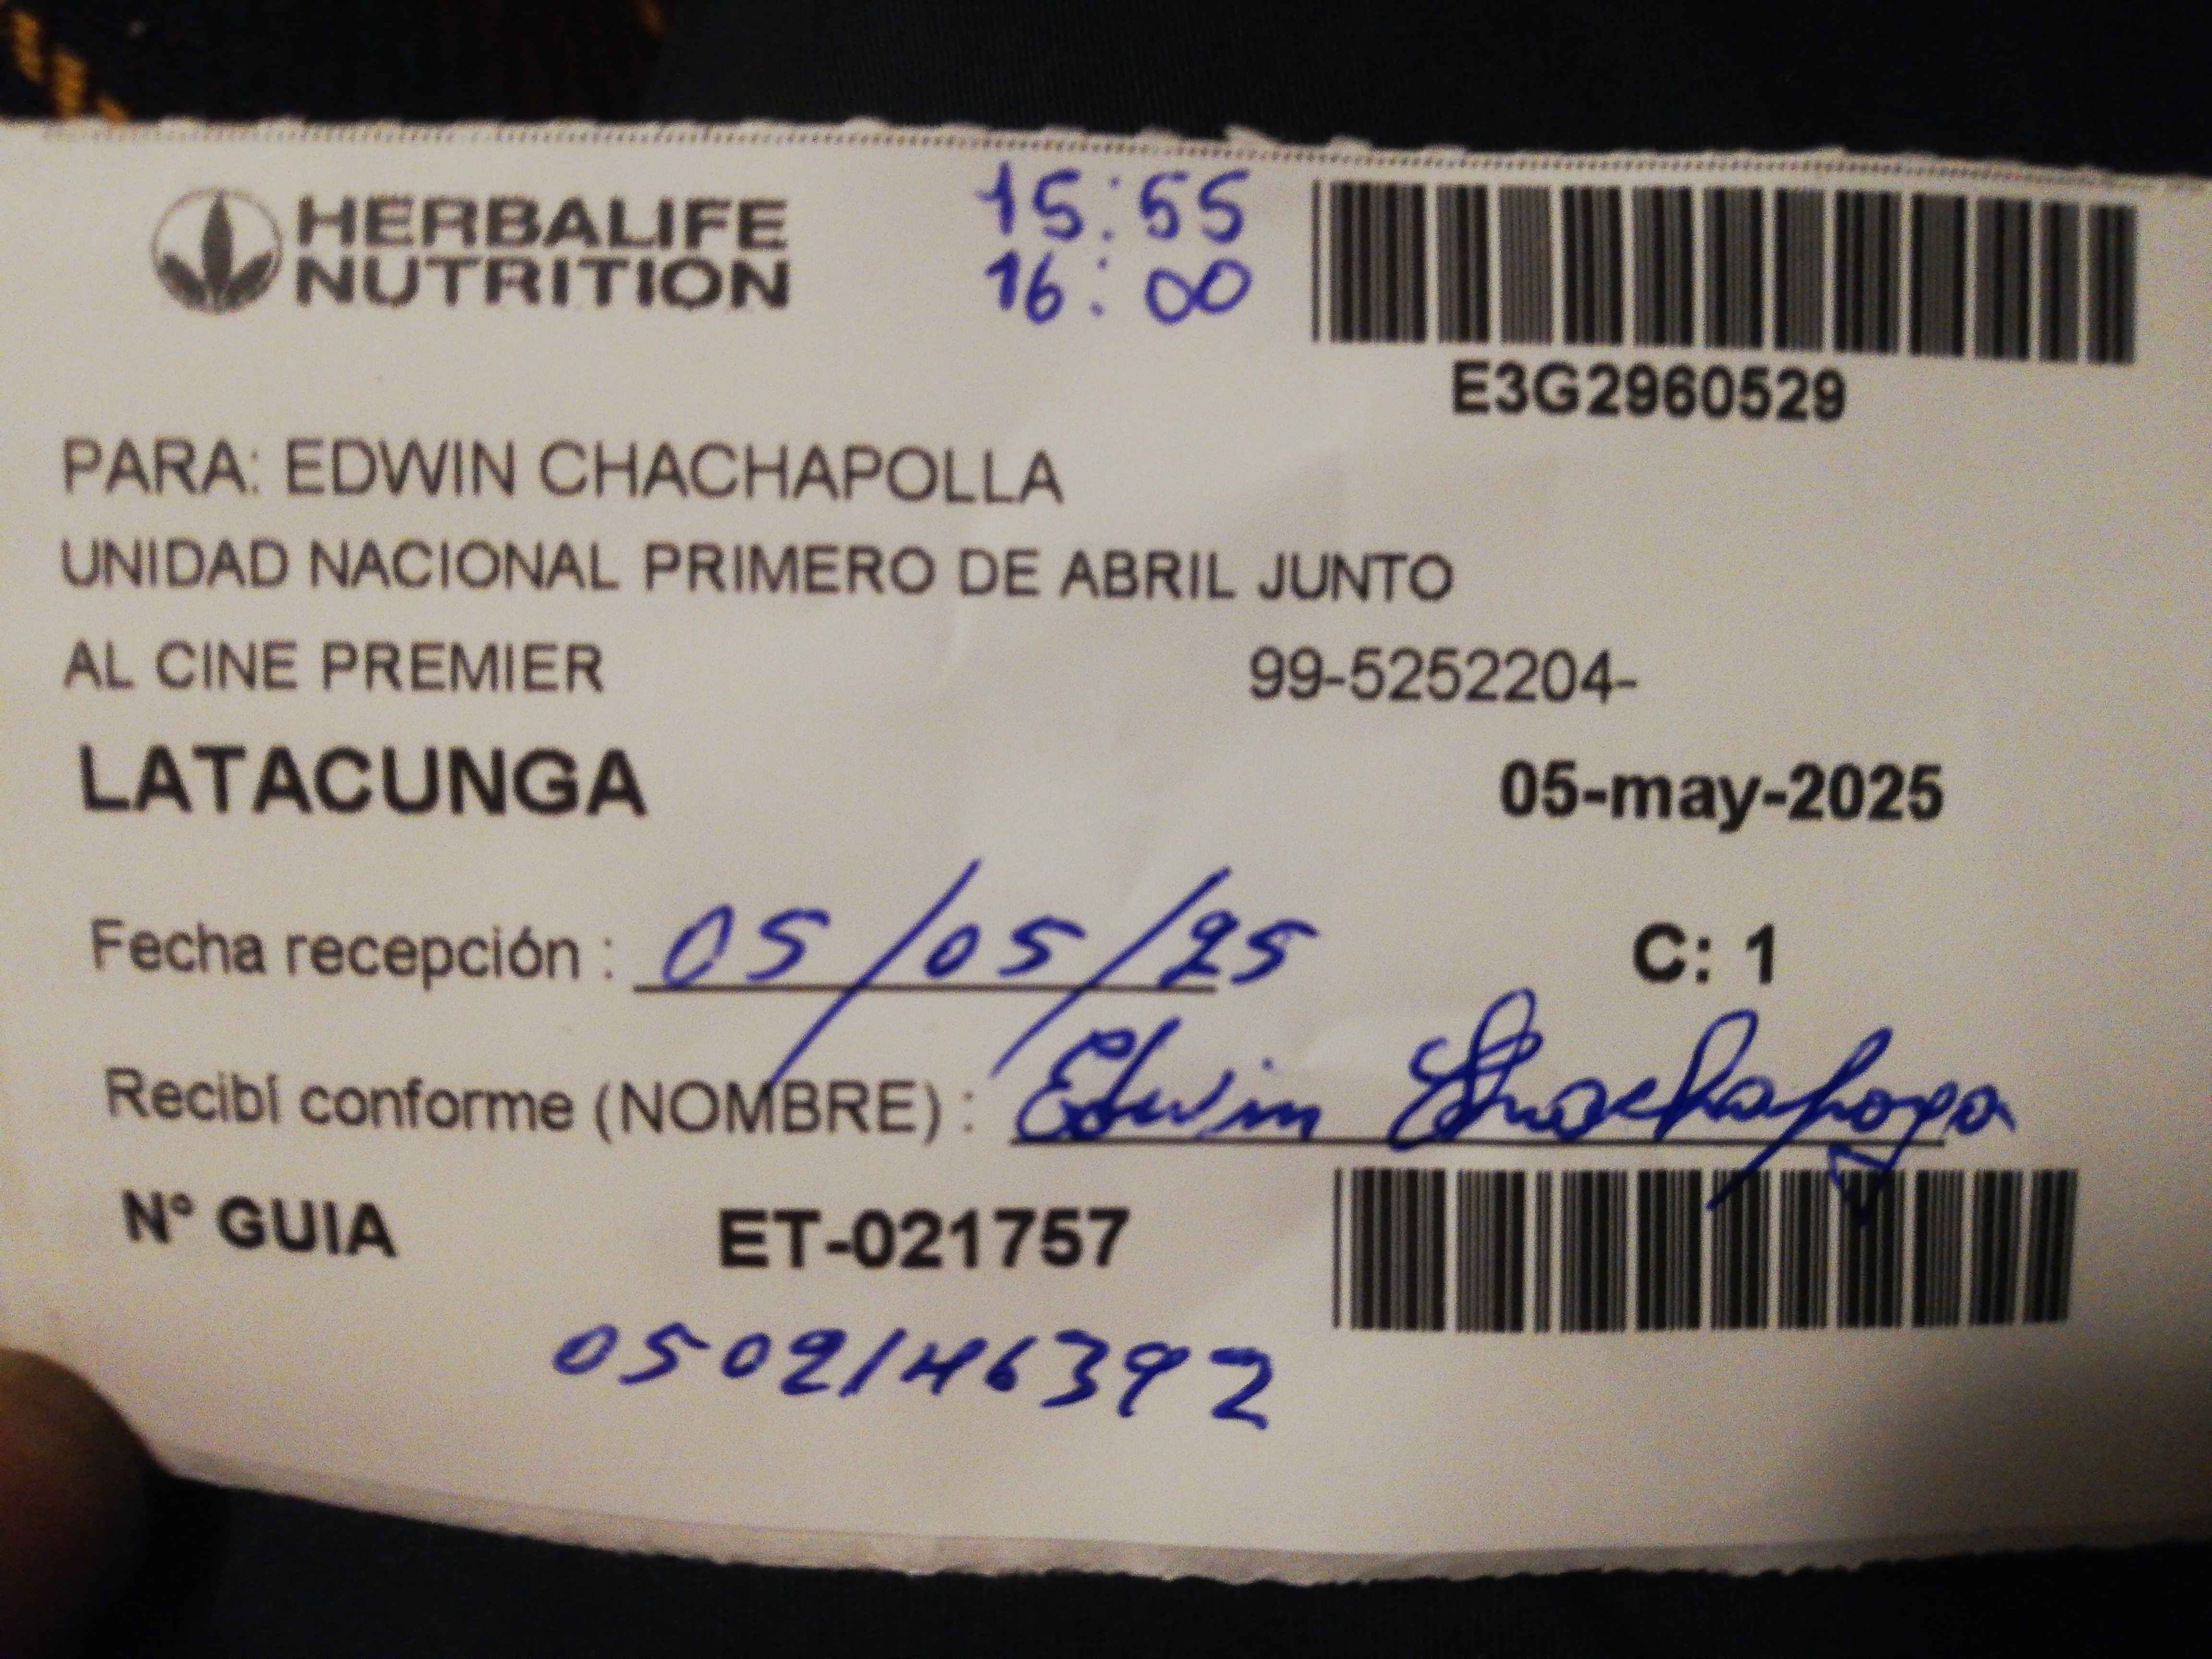 HERBALIFE
NUTRITION
15:55
16:00
E3G2960529
PARA: EDWIN CHACHAPOLLA
UNIDAD NACIONAL PRIMERO DE ABRIL JUNTO
AL CINE PREMIER 99-5252204-
LATACUNGA 05-may-2025
Fecha recepción : 05/05/25 C: 1
Recibí conforme (NOMBRE) : Edwin Chachapoya
N° GUIA ET-021757
0502146392